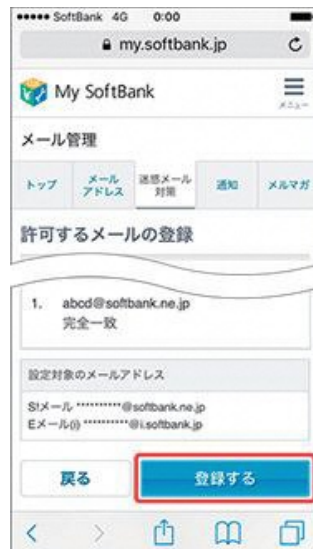 SoftBank 4G 0:00
my.softbank.jp
My SoftBank
メニュー
メール管理
トップ
メールアドレス
迷惑メール対策
通知
メルマガ
許可するメールの登録
1. abcd@softbank.ne.jp
完全一致
設定対象のメールアドレス
S!メール **********@softbank.ne.jp
Eメール(i) **********@i.softbank.jp
戻る
登録する